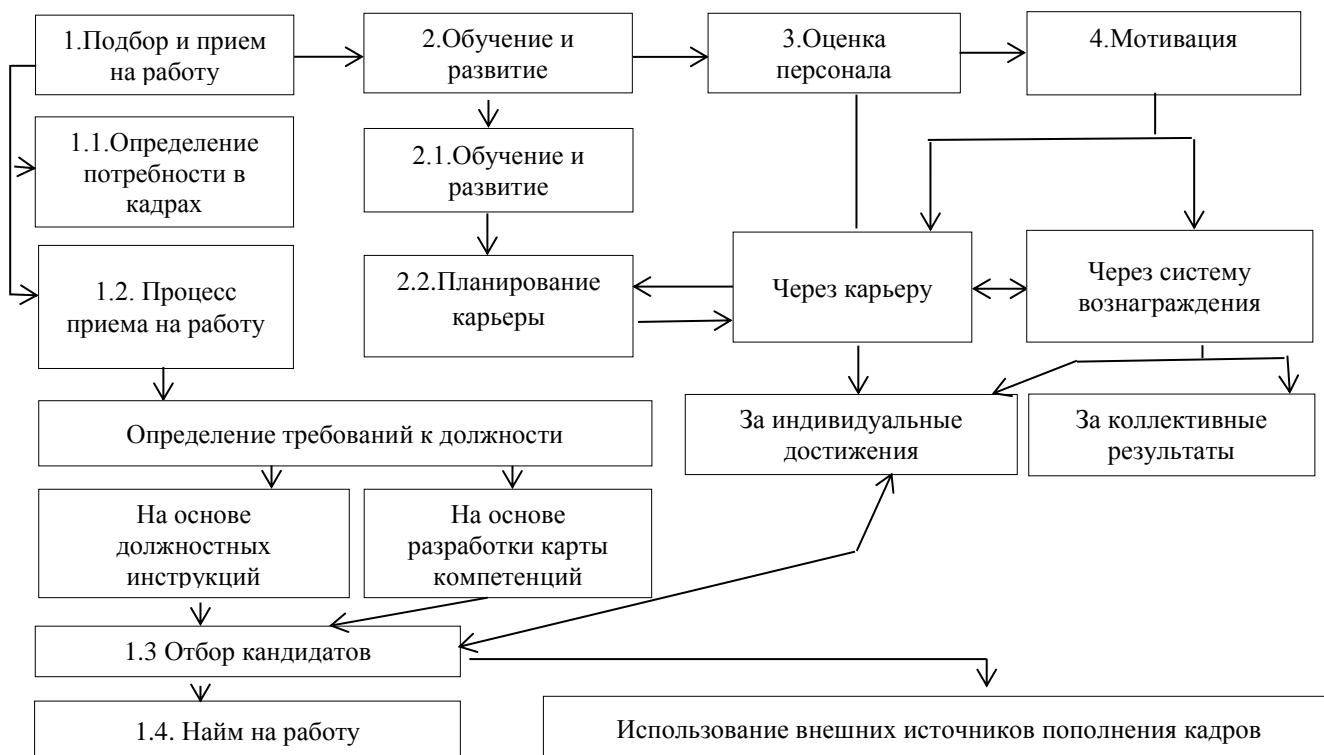 1.Подбор и прием
на работу
2.Обучение и
развитие
3.Оценка
персонала
4.Мотивация
1.1.Определение
потребности в
кадрах
2.1.Обучение и
развитие
1.2. Процесс
приема на работу
2.2.Планирование
карьеры
Через карьеру
Через систему
вознаграждения
Определение требований к должности
За индивидуальные
достижения
За коллективные
результаты
На основе
должностных
инструкций
На основе
разработки карты
компетенций
1.3 Отбор кандидатов
1.4. Найм на работу
Использование внешних источников пополнения кадров